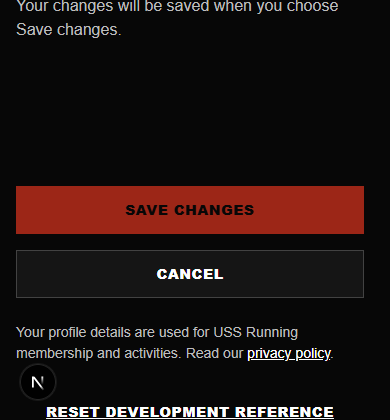 Your changes will be saved when you choose
Save changes.
SAVE CHANGES
CANCEL
Your profile details are used for USS Running
membership and activities. Read our privacy policy.
N
RESET DEVELOPMENT REFERENCE